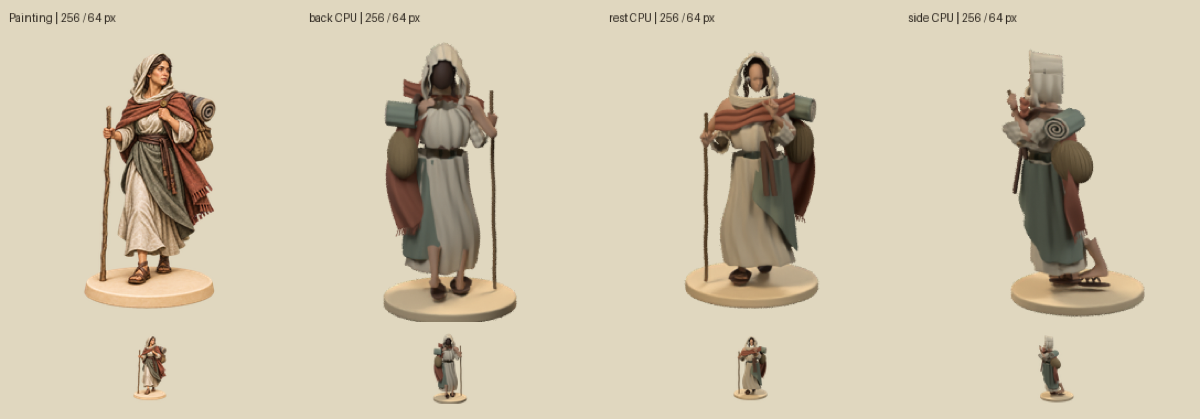 Painting | 256 / 64 px
back CPU | 256 / 64 px
rest CPU | 256 / 64 px
side CPU | 256 / 64 px